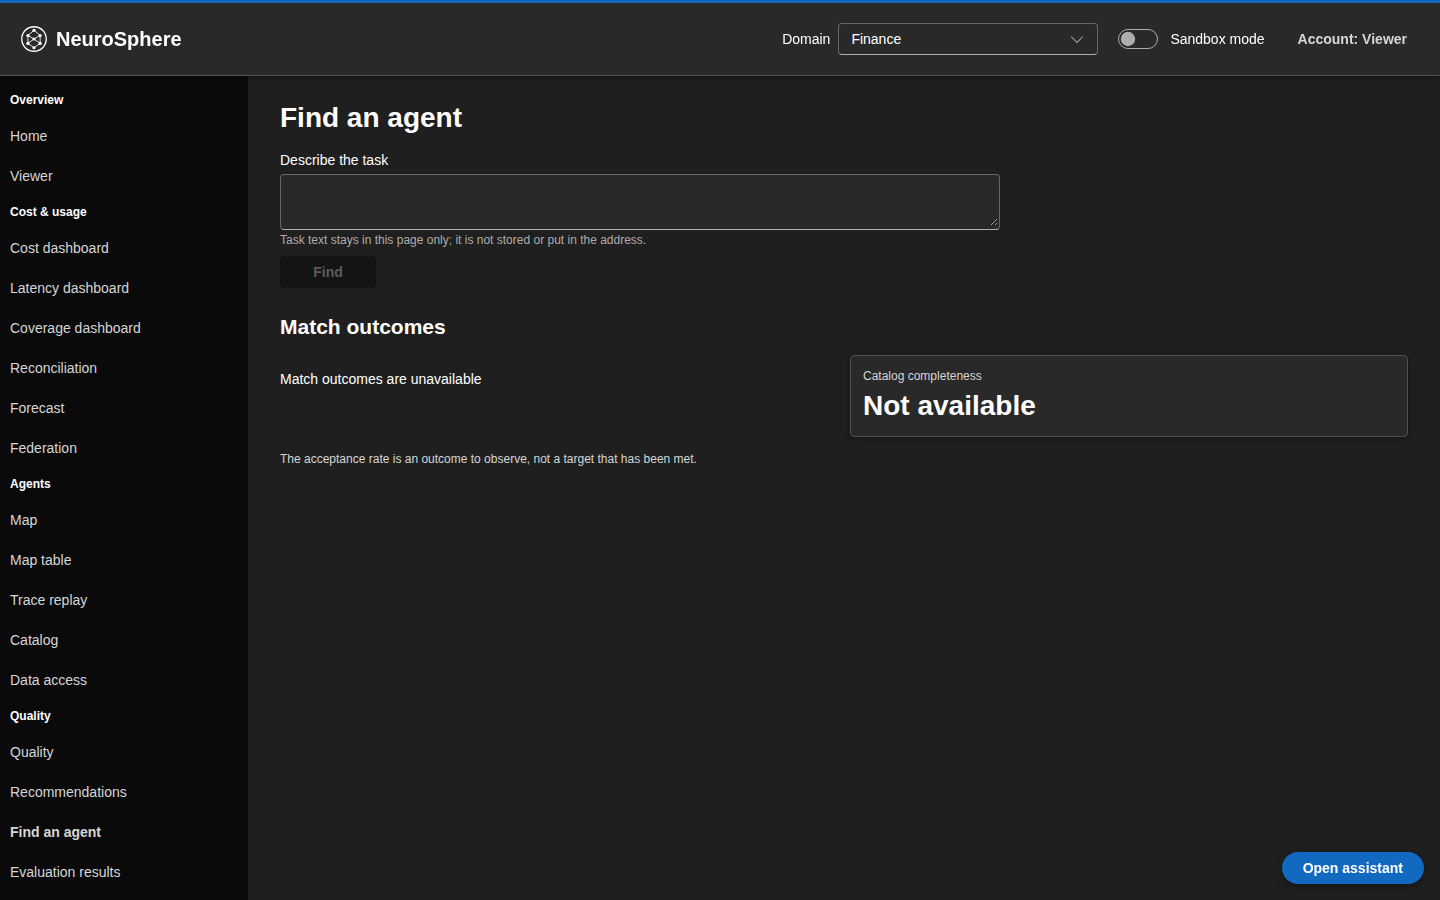 NeuroSphere
Domain
Finance
Sandbox mode
Account: Viewer
Overview
Home
Viewer
Cost & usage
Cost dashboard
Latency dashboard
Coverage dashboard
Reconciliation
Forecast
Federation
Agents
Map
Map table
Trace replay
Catalog
Data access
Quality
Quality
Recommendations
Find an agent
Evaluation results
Find an agent
Describe the task
Task text stays in this page only; it is not stored or put in the address.
Find
Match outcomes
Match outcomes are unavailable
Catalog completeness
Not available
The acceptance rate is an outcome to observe, not a target that has been met.
Open assistant